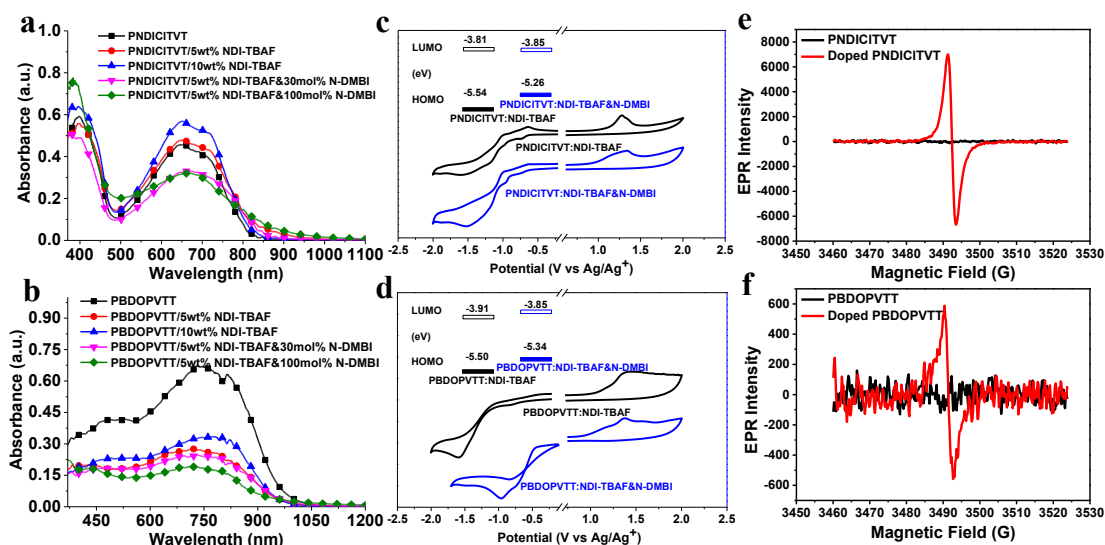 a
Absorbance (a.u.)
1.0
0.8
0.6
0.4
0.2
0.0
PNDICITVT
PNDICITVT/5wt% NDI-TBAF
PNDICITVT/10wt% NDI-TBAF
PNDICITVT/5wt% NDI-TBAF&30mol% N-DMBI
PNDICITVT/5wt% NDI-TBAF&100mol% N-DMBI
400 500 600 700 800 900 1000 1100
Wavelength (nm)
b
Absorbance (a.u.)
0.90
0.75
0.60
0.45
0.30
0.15
0.00
PBDOPVTT
PBDOPVTT/5wt% NDI-TBAF
PBDOPVTT/10wt% NDI-TBAF
PBDOPVTT/5wt% NDI-TBAF&30mol% N-DMBI
PBDOPVTT/5wt% NDI-TBAF&100mol% N-DMBI
450 600 750 900 1050 1200
Wavelength (nm)
c
LUMO
-3.81
-3.85
(eV)
-5.26
HOMO
-5.54
PNDICITVT:NDI-TBAF&N-DMBI
PNDICITVT:NDI-TBAF
PNDICITVT:NDI-TBAF
PNDICITVT:NDI-TBAF&N-DMBI
-2.5 -2.0 -1.5 -1.0 -0.5 1.0 1.5 2.0 2.5
Potential (V vs Ag/Ag+)
d
LUMO
-3.91
-3.85
(eV)
HOMO
-5.50
-5.34
PBDOPVTT:NDI-TBAF&N-DMBI
PBDOPVTT:NDI-TBAF
PBDOPVTT:NDI-TBAF
PBDOPVTT:NDI-TBAF&N-DMBI
-2.5 -2.0 -1.5 -1.0 -0.5 1.0 1.5 2.0 2.5
Potential (V vs Ag/Ag+)
e
EPR Intensity
8000
6000
4000
2000
0
-2000
-4000
-6000
-8000
PNDICITVT
Doped PNDICITVT
3450 3460 3470 3480 3490 3500 3510 3520 3530
Magnetic Field (G)
f
EPR Intensity
600
400
200
0
-200
-400
-600
PBDOPVTT
Doped PBDOPVTT
3450 3460 3470 3480 3490 3500 3510 3520 3530
Magnetic Field (G)